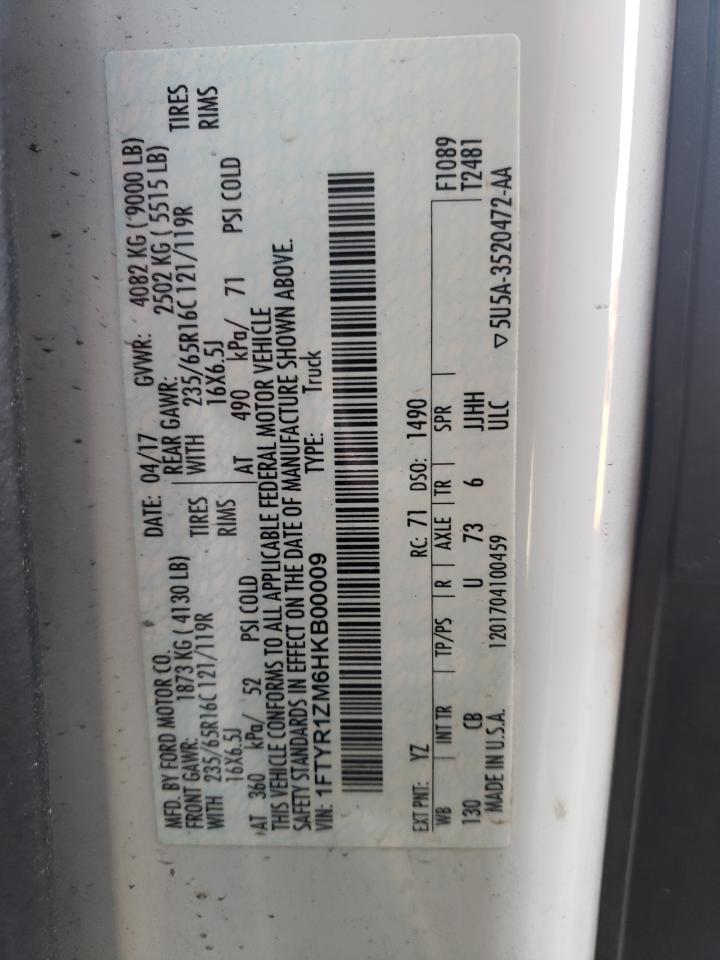 MFD. BY FORD MOTOR CO. DATE: 04/17 GVWR: 4082 KG ( 9000 LB)
FRONT GAWR: 1873 KG ( 4130 LB) REAR GAWR: 2502 KG ( 5515 LB)
WITH 235/65R16C 121/119R TIRES WITH 235/65R16C 121/119R TIRES
16X6.5J RIMS 16X6.5J RIMS
AT 360 kPa/ 52 PSI COLD AT 490 kPa/ 71 PSI COLD
THIS VEHICLE CONFORMS TO ALL APPLICABLE FEDERAL MOTOR VEHICLE
SAFETY STANDARDS IN EFFECT ON THE DATE OF MANUFACTURE SHOWN ABOVE.
VIN: 1FTYR1ZM6HKB00009 TYPE: Truck
EXT PNT: YZ RC: 71 DSO: 1490 F1089
WB INT TR TP/PS R AXLE TR SPR T2481
130 CB U 73 6 JJHH
MADE IN U.S.A. 1201704100459 ULC ▽5U5A-3520472-AA